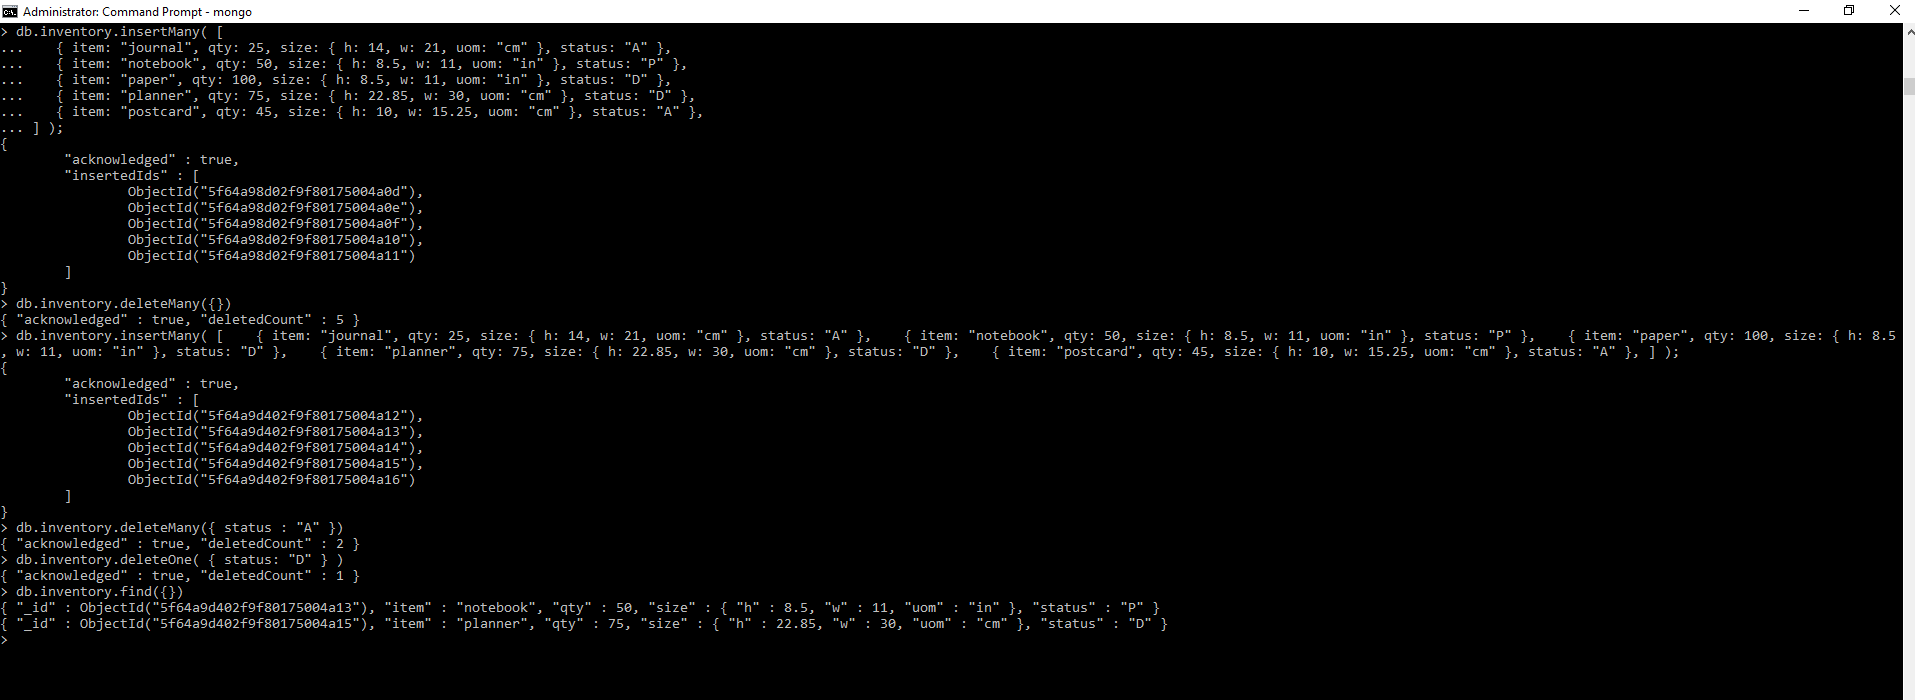 Administrator: Command Prompt - mongo
> db.inventory.insertMany( [
...    { item: "journal", qty: 25, size: { h: 14, w: 21, uom: "cm" }, status: "A" },
...    { item: "notebook", qty: 50, size: { h: 8.5, w: 11, uom: "in" }, status: "P" },
...    { item: "paper", qty: 100, size: { h: 8.5, w: 11, uom: "in" }, status: "D" },
...    { item: "planner", qty: 75, size: { h: 22.85, w: 30, uom: "cm" }, status: "D" },
...    { item: "postcard", qty: 45, size: { h: 10, w: 15.25, uom: "cm" }, status: "A" },
... ] );
{
        "acknowledged" : true,
        "insertedIds" : [
                ObjectId("5f64a98d02f9f80175004a0d"),
                ObjectId("5f64a98d02f9f80175004a0e"),
                ObjectId("5f64a98d02f9f80175004a0f"),
                ObjectId("5f64a98d02f9f80175004a10"),
                ObjectId("5f64a98d02f9f80175004a11")
        ]
}
> db.inventory.deleteMany({})
{ "acknowledged" : true, "deletedCount" : 5 }
> db.inventory.insertMany( [    { item: "journal", qty: 25, size: { h: 14, w: 21, uom: "cm" }, status: "A" },    { item: "notebook", qty: 50, size: { h: 8.5, w: 11, uom: "in" }, status: "P" },    { item: "paper", qty: 100, size: { h: 8.5
, w: 11, uom: "in" }, status: "D" },    { item: "planner", qty: 75, size: { h: 22.85, w: 30, uom: "cm" }, status: "D" },    { item: "postcard", qty: 45, size: { h: 10, w: 15.25, uom: "cm" }, status: "A" }, ] );
{
        "acknowledged" : true,
        "insertedIds" : [
                ObjectId("5f64a9d402f9f80175004a12"),
                ObjectId("5f64a9d402f9f80175004a13"),
                ObjectId("5f64a9d402f9f80175004a14"),
                ObjectId("5f64a9d402f9f80175004a15"),
                ObjectId("5f64a9d402f9f80175004a16")
        ]
}
> db.inventory.deleteMany({ status : "A" })
{ "acknowledged" : true, "deletedCount" : 2 }
> db.inventory.deleteOne( { status: "D" } )
{ "acknowledged" : true, "deletedCount" : 1 }
> db.inventory.find({})
{ "_id" : ObjectId("5f64a9d402f9f80175004a13"), "item" : "notebook", "qty" : 50, "size" : { "h" : 8.5, "w" : 11, "uom" : "in" }, "status" : "P" }
{ "_id" : ObjectId("5f64a9d402f9f80175004a15"), "item" : "planner", "qty" : 75, "size" : { "h" : 22.85, "w" : 30, "uom" : "cm" }, "status" : "D" }
>